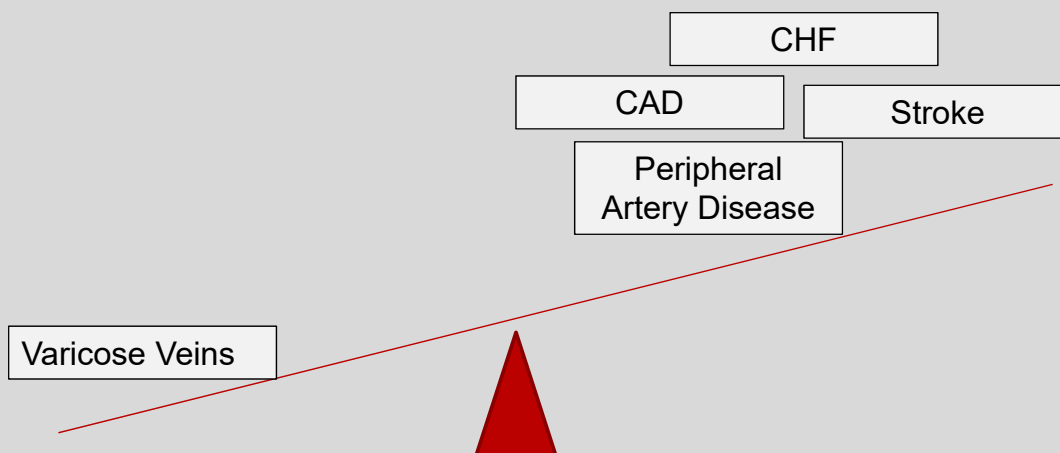 CHF
CAD
Stroke
Peripheral
Artery Disease
Varicose Veins